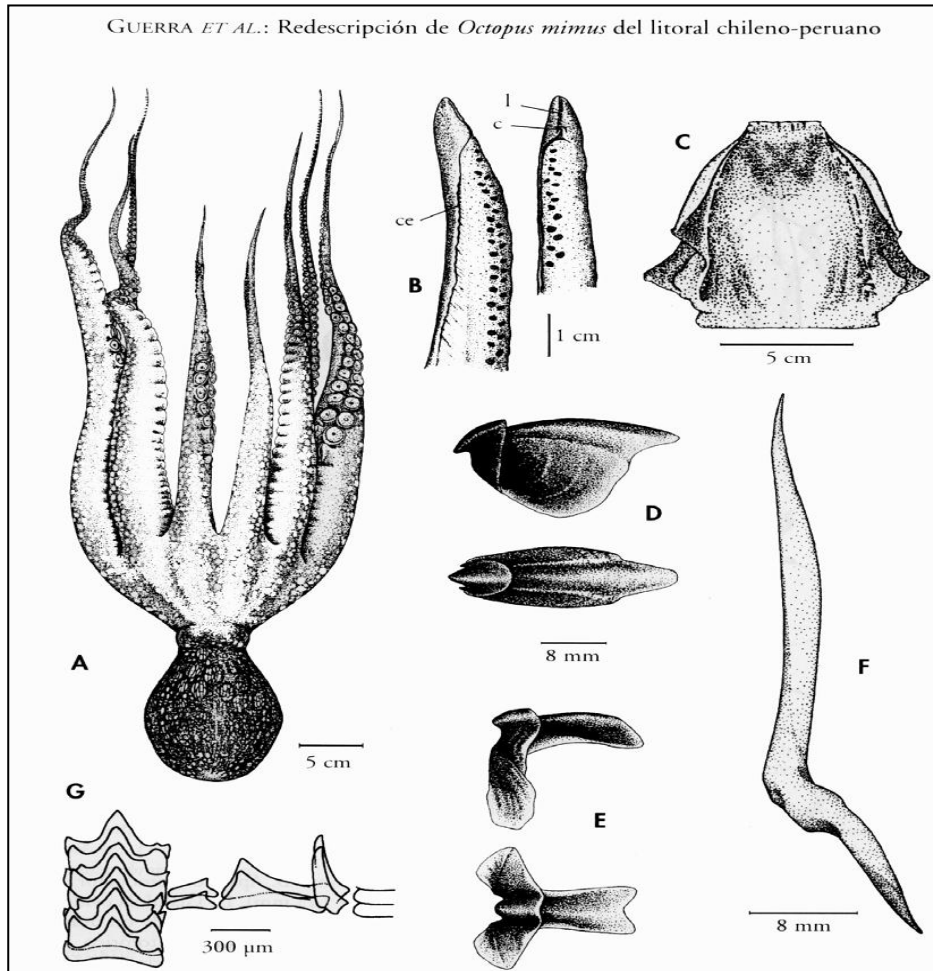 GUERRA ET AL.: Redescripción de Octopus mimus del litoral chileno-peruano
l
c
C
ce
B
1 cm
5 cm
D
A
8 mm
F
5 cm
G
E
300 µm
8 mm